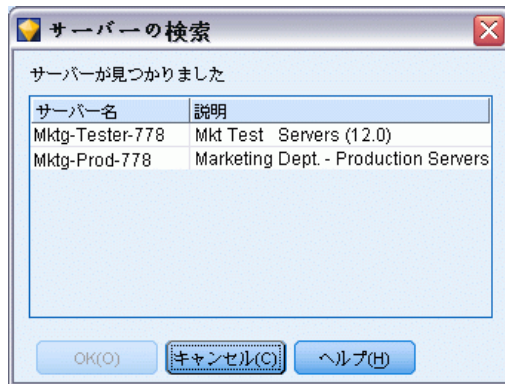 サーバーの検索
サーバーが見つかりました
サーバー名 説明
Mktg-Tester-778 Mkt Test Servers (12.0)
Mktg-Prod-778 Marketing Dept. - Production Servers
OK(O) キャンセル(C) ヘルプ(H)